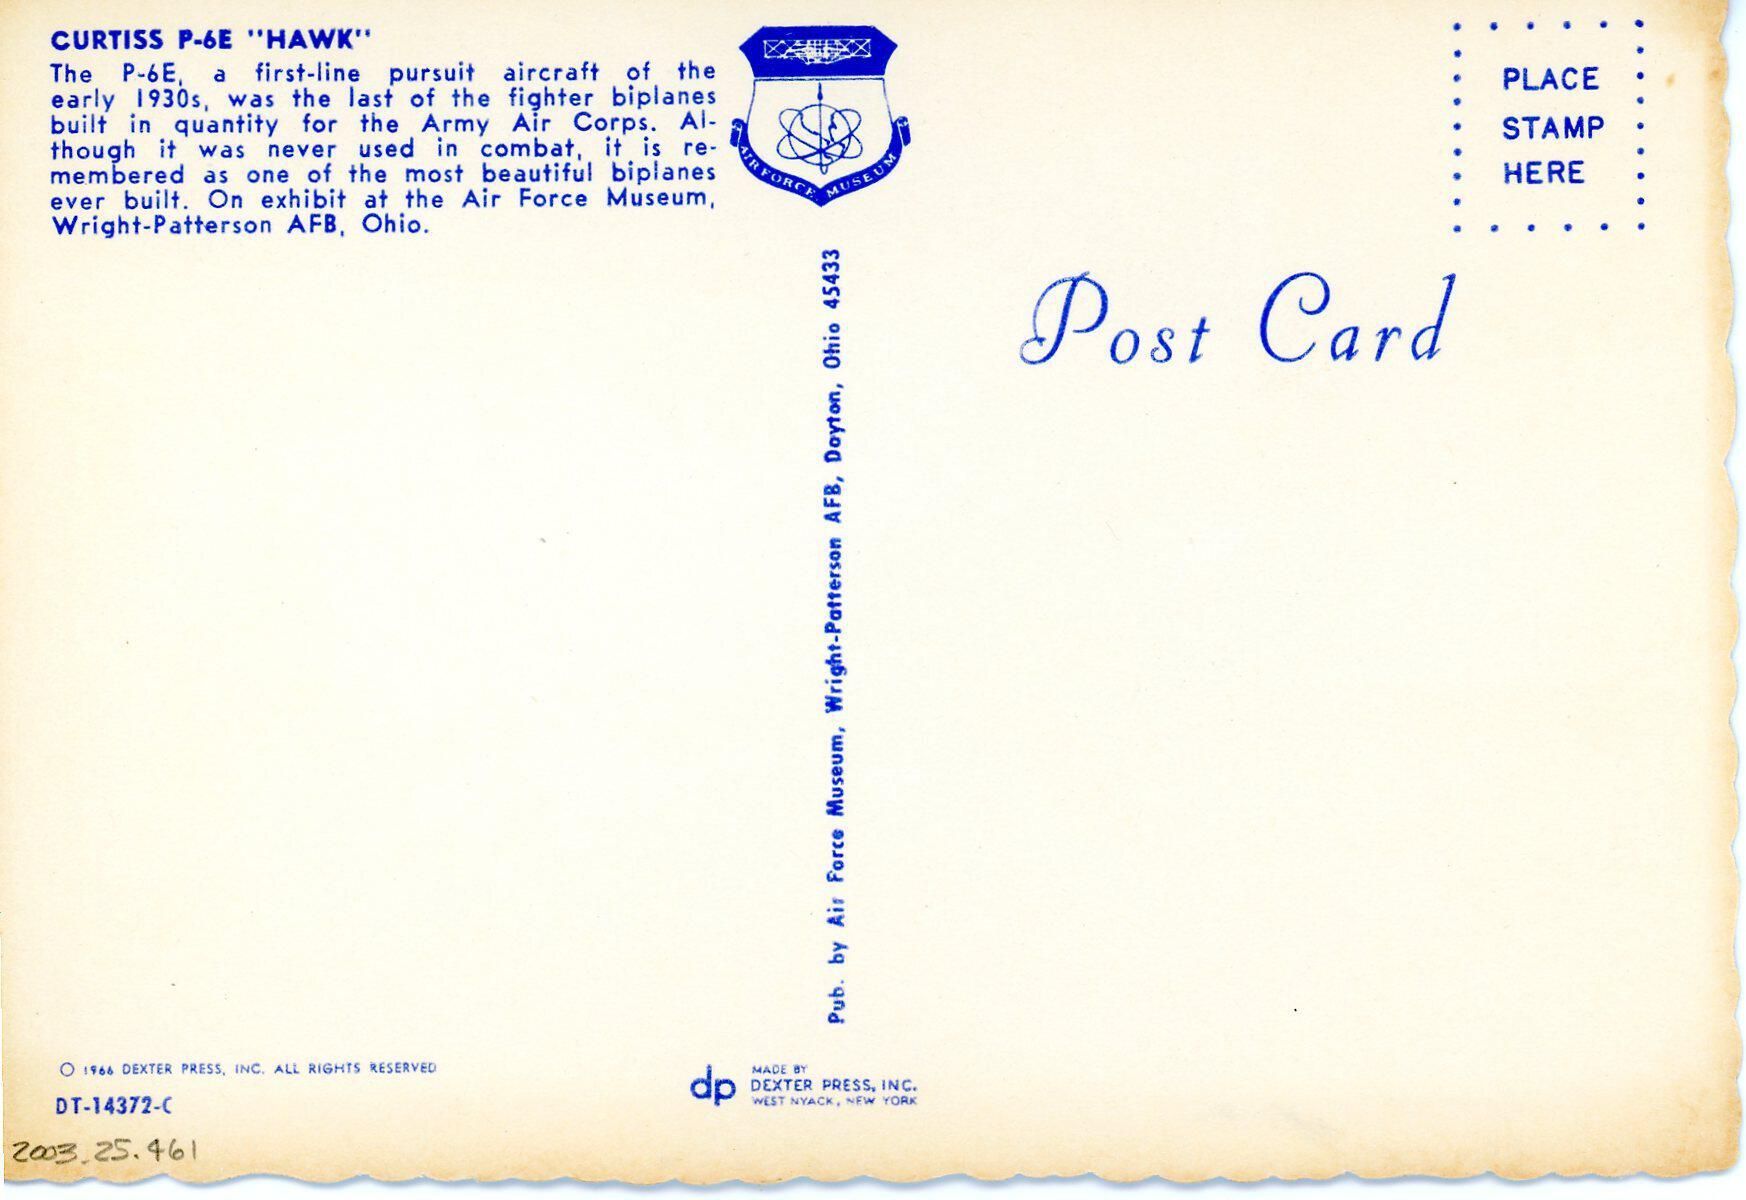 CURTISS P-6E "HAWK"
The P-6E, a first-line pursuit aircraft of the
early 1930s, was the last of the fighter biplanes
built in quantity for the Army Air Corps. Al-
though it was never used in combat, it is re-
membered as one of the most beautiful biplanes
ever built. On exhibit at the Air Force Museum,
Wright-Patterson AFB, Ohio.
AIR FORCE MUSEUM
PLACE
STAMP
HERE
Post Card
Pub. by Air Force Museum, Wright-Patterson AFB, Dayton, Ohio 45433
© 1966 DEXTER PRESS, INC. ALL RIGHTS RESERVED
DT-14372-C
dp
MADE BY
DEXTER PRESS, INC.
WEST NYACK, NEW YORK
2003.25.461